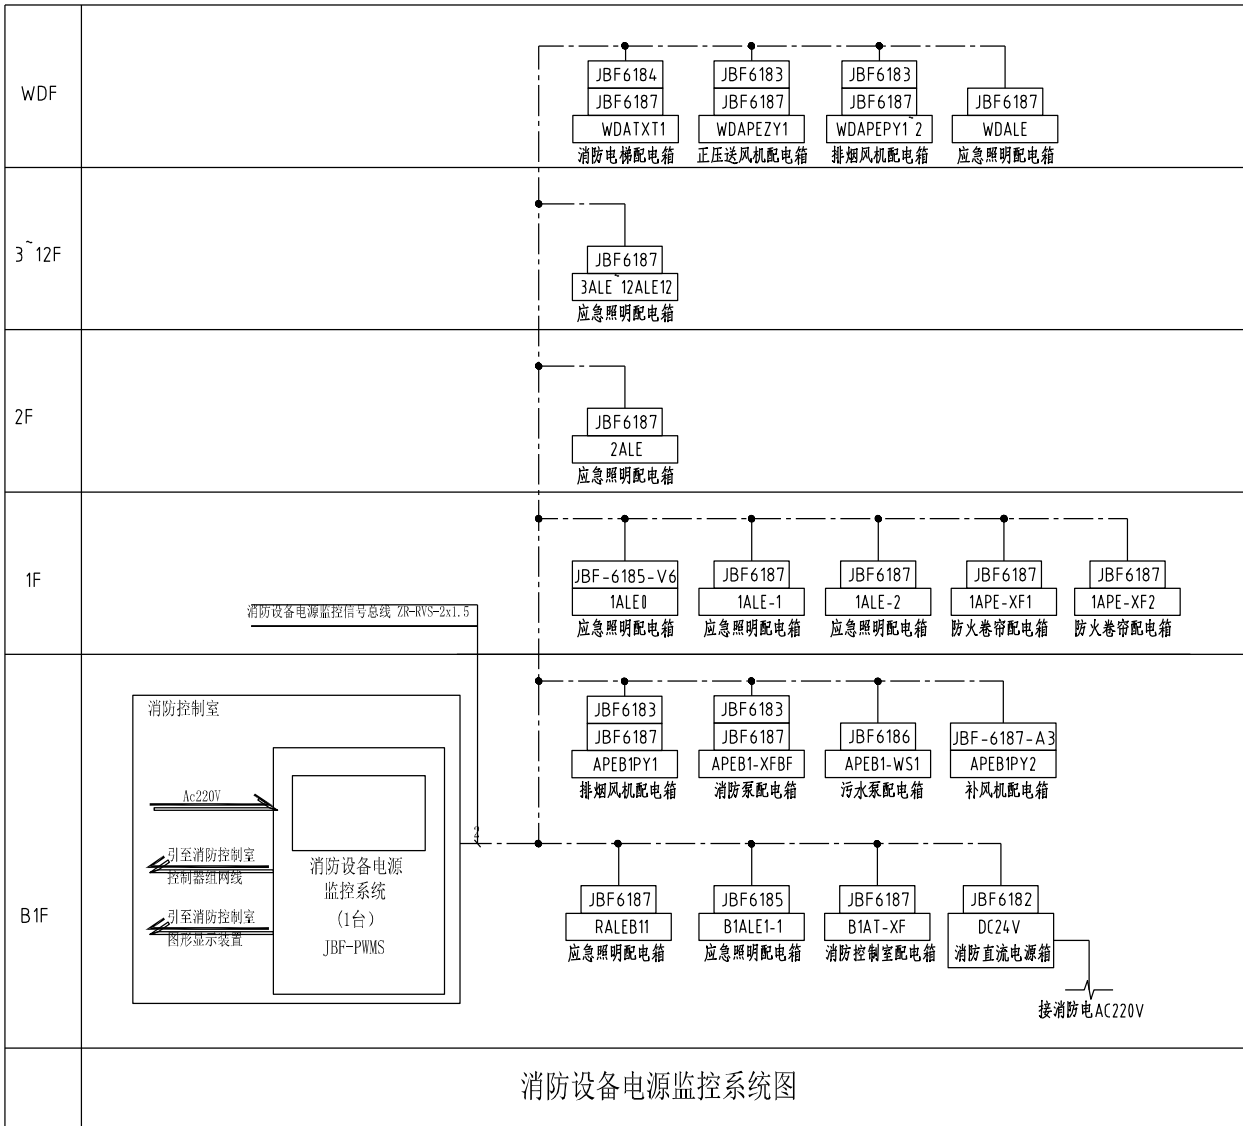 WDF
JBF6184
JBF6183
JBF6183
JBF6187
JBF6187
JBF6187
JBF6187
WDATXT1
WDAPEZY1
WDAPEPY1~2
WDALE
消防电梯配电箱
正压送风机配电箱
排烟风机配电箱
应急照明配电箱
3~12F
JBF6187
3ALE~12ALE12
应急照明配电箱
2F
JBF6187
2ALE
应急照明配电箱
1F
JBF-6185-V6
JBF6187
JBF6187
JBF6187
JBF6187
1ALE0
1ALE-1
1ALE-2
1APE-XF1
1APE-XF2
应急照明配电箱
应急照明配电箱
应急照明配电箱
防火卷帘配电箱
防火卷帘配电箱
消防设备电源监控信号总线 ZR-RVS-2x1.5
B1F
消防控制室
JBF6183
JBF6183
JBF6187
JBF6187
JBF6186
JBF-6187-A3
APEB1PY1
APEB1-XFBF
APEB1-WS1
APEB1PY2
排烟风机配电箱
消防泵配电箱
污水泵配电箱
补风机配电箱
Ac220V
引至消防控制室
控制器组网线
引至消防控制室
图形显示装置
消防设备电源
监控系统
(1台)
JBF-PWMS
2
JBF6187
JBF6185
JBF6187
JBF6182
RALEB11
B1ALE1-1
B1AT-XF
DC24V
应急照明配电箱
应急照明配电箱
消防控制室配电箱
消防直流电源箱
接消防电AC220V
消防设备电源监控系统图